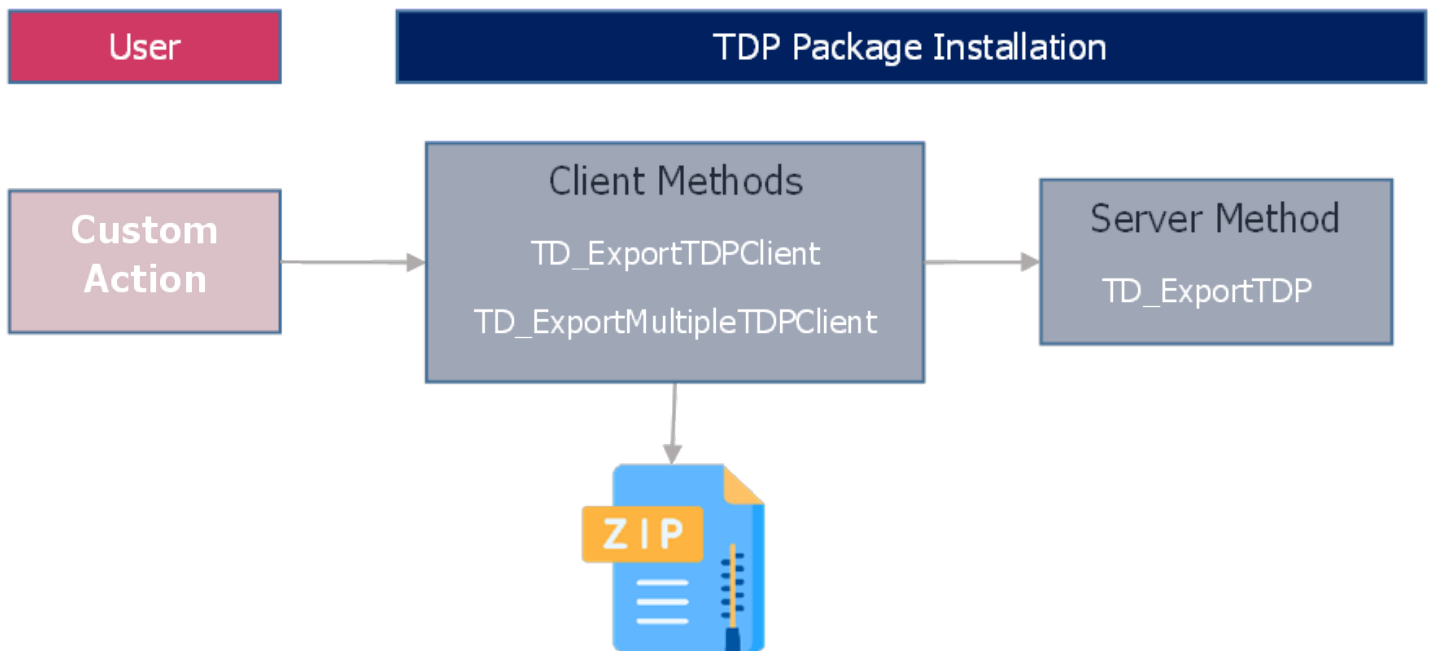 User
TDP Package Installation
Custom
Action
Client Methods
TD_ExportTDPClient
TD_ExportMultipleTDPClient
Server Method
TD_ExportTDP
ZIP